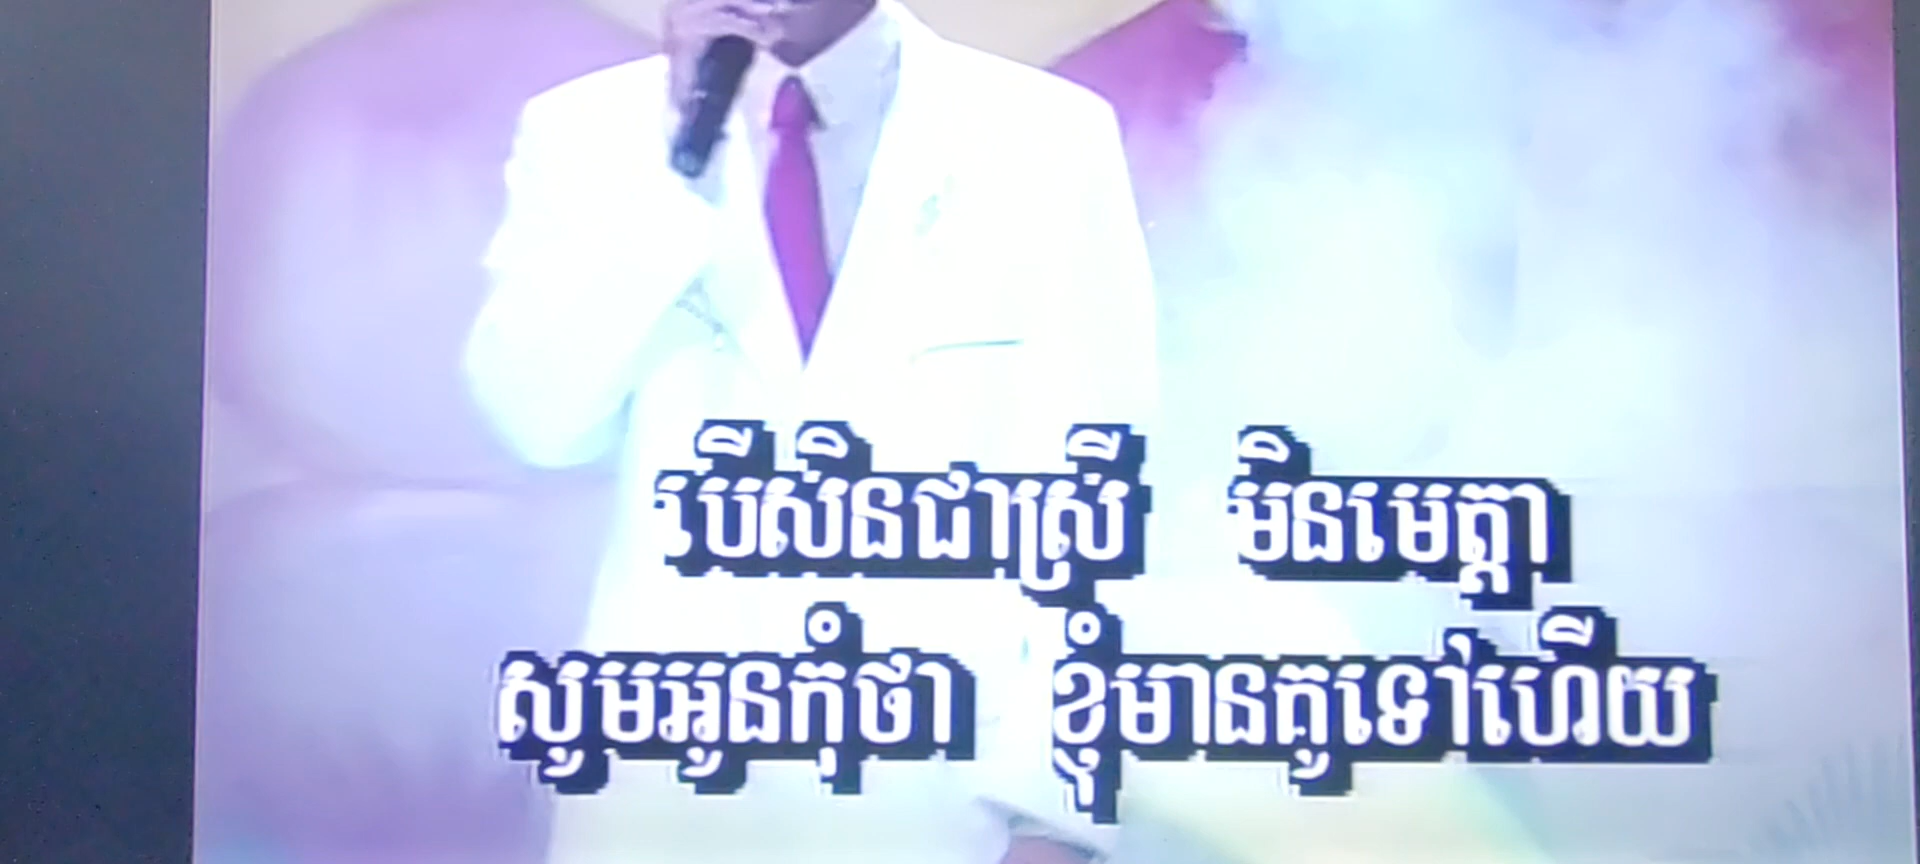 បើស៊ិនជាស្រី មិនមេត្តា
សូមអូនកុំថា ខ្ញុំមានគូទៅហើយ